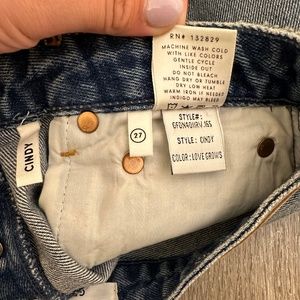 RN# 132829
MACHINE WASH COLD
WITH LIKE COLORS
GENTLE CYCLE
INSIDE OUT
DO NOT BLEACH
HANG DRY OR TUMBLE
DRY LOW HEAT
WARM IRON IF NEEDED
INDIGO MAY BLEED
STYLE#:
STYLE: CINDY
COLOR: LOVE GROWS
27
CINDY